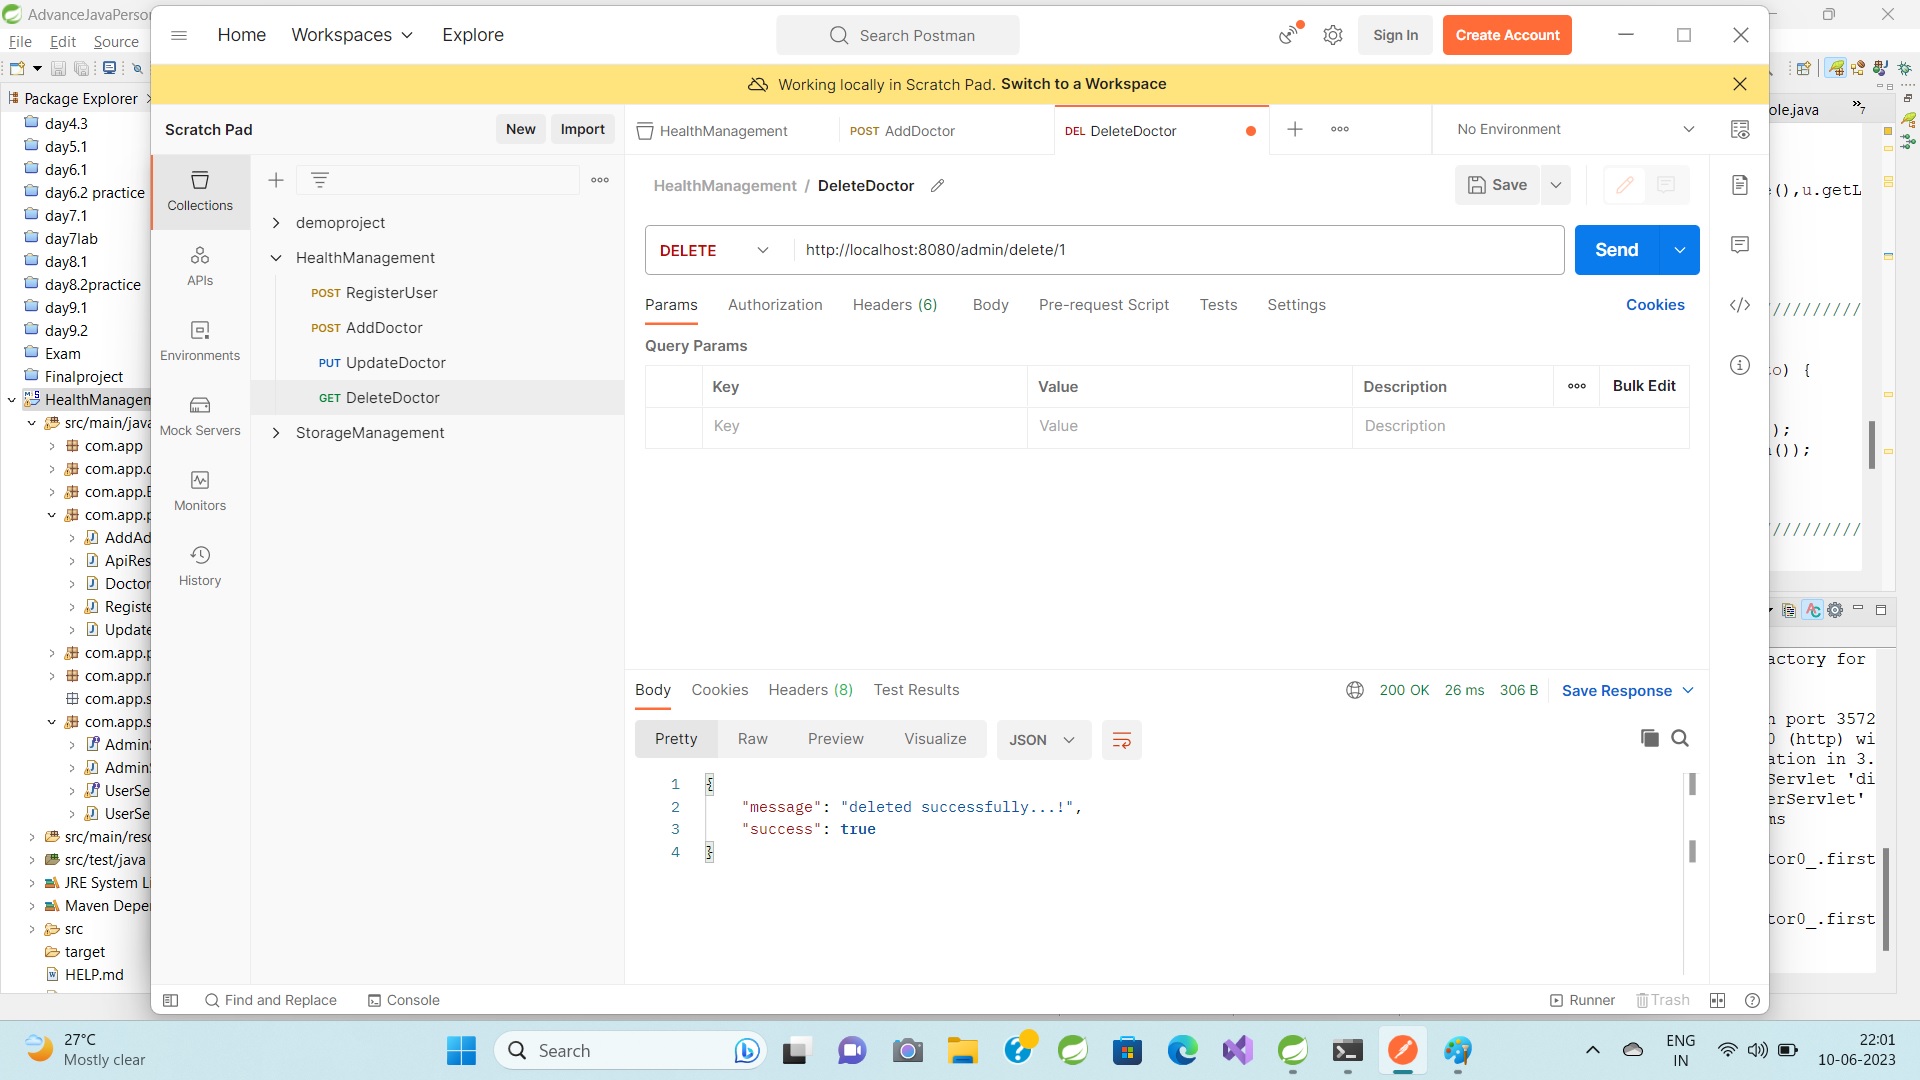 AdvanceJavaPerson
File Edit Source
Package Explorer
day4.3
day5.1
day6.1
day6.2 practice
day7.1
day7lab
day8.1
day8.2practice
day9.1
day9.2
Exam
Finalproject
HealthManagem
src/main/java
com.app
com.app.
com.app.
com.app.p
AddAd
ApiRes
Doctor
Registe
Update
com.app.p
com.app.r
com.app.s
com.app.s
Admin
Admin
UserSe
UserSe
src/main/reso
src/test/java
JRE System Li
Maven Depe
src
target
HELP.md
Home Workspaces Explore
Search Postman
Sign In
Create Account
Working locally in Scratch Pad. Switch to a Workspace
Scratch Pad
New Import
Collections
APIs
Environments
Mock Servers
Monitors
History
demoproject
HealthManagement
POST RegisterUser
POST AddDoctor
PUT UpdateDoctor
GET DeleteDoctor
StorageManagement
HealthManagement POST AddDoctor DEL DeleteDoctor No Environment
HealthManagement / DeleteDoctor
Save
DELETE http://localhost:8080/admin/delete/1
Send
Params Authorization Headers (6) Body Pre-request Script Tests Settings Cookies
Query Params
Key Value Description Bulk Edit
Key Value Description
Body Cookies Headers (8) Test Results 200 OK 26 ms 306 B Save Response
Pretty Raw Preview Visualize JSON
1 {
2 "message": "deleted successfully...!",
3 "success": true
4 }
Find and Replace Console Runner Trash
ole.java
7
(),u.getL
//////////
o) {
);
());
//////////
actory for
n port 3572
0 (http) wi
ation in 3.
Servlet 'di
erServlet'
ms
tor0_.first
tor0_.first
27°C
Mostly clear
Search
ENG
IN
22:01
10-06-2023